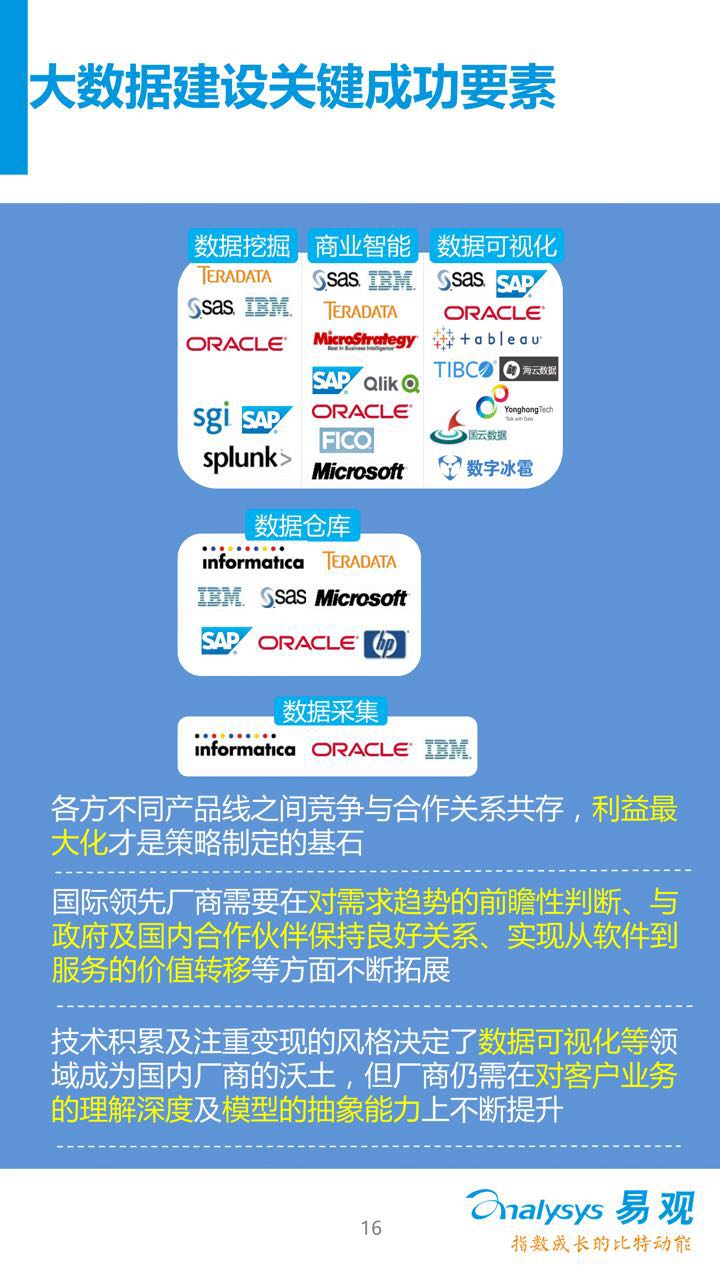 大数据建设关键成功要素
数据挖掘
TERADATA
sas IBM
ORACLE
sgi SAP
splunk>
商业智能
sas IBM
TERADATA
MicroStrategy
Best In Business Intelligence
SAP Qlik
ORACLE
FICO
Microsoft
数据可视化
sas SAP
ORACLE
+ableau
TIBCO 海云数据
YonghongTech
Talk with Data
国云数据
数字冰雹
数据仓库
informatica TERADATA
IBM sas Microsoft
SAP ORACLE hp
数据采集
informatica ORACLE IBM
各方不同产品线之间竞争与合作关系共存，利益最
大化才是策略制定的基石
国际领先厂商需要在对需求趋势的前瞻性判断、与
政府及国内合作伙伴保持良好关系、实现从软件到
服务的价值转移等方面不断拓展
技术积累及注重变现的风格决定了数据可视化等领
域成为国内厂商的沃土，但厂商仍需在对客户业务
的理解深度及模型的抽象能力上不断提升
16
Analysys 易观
指数成长的比特动能